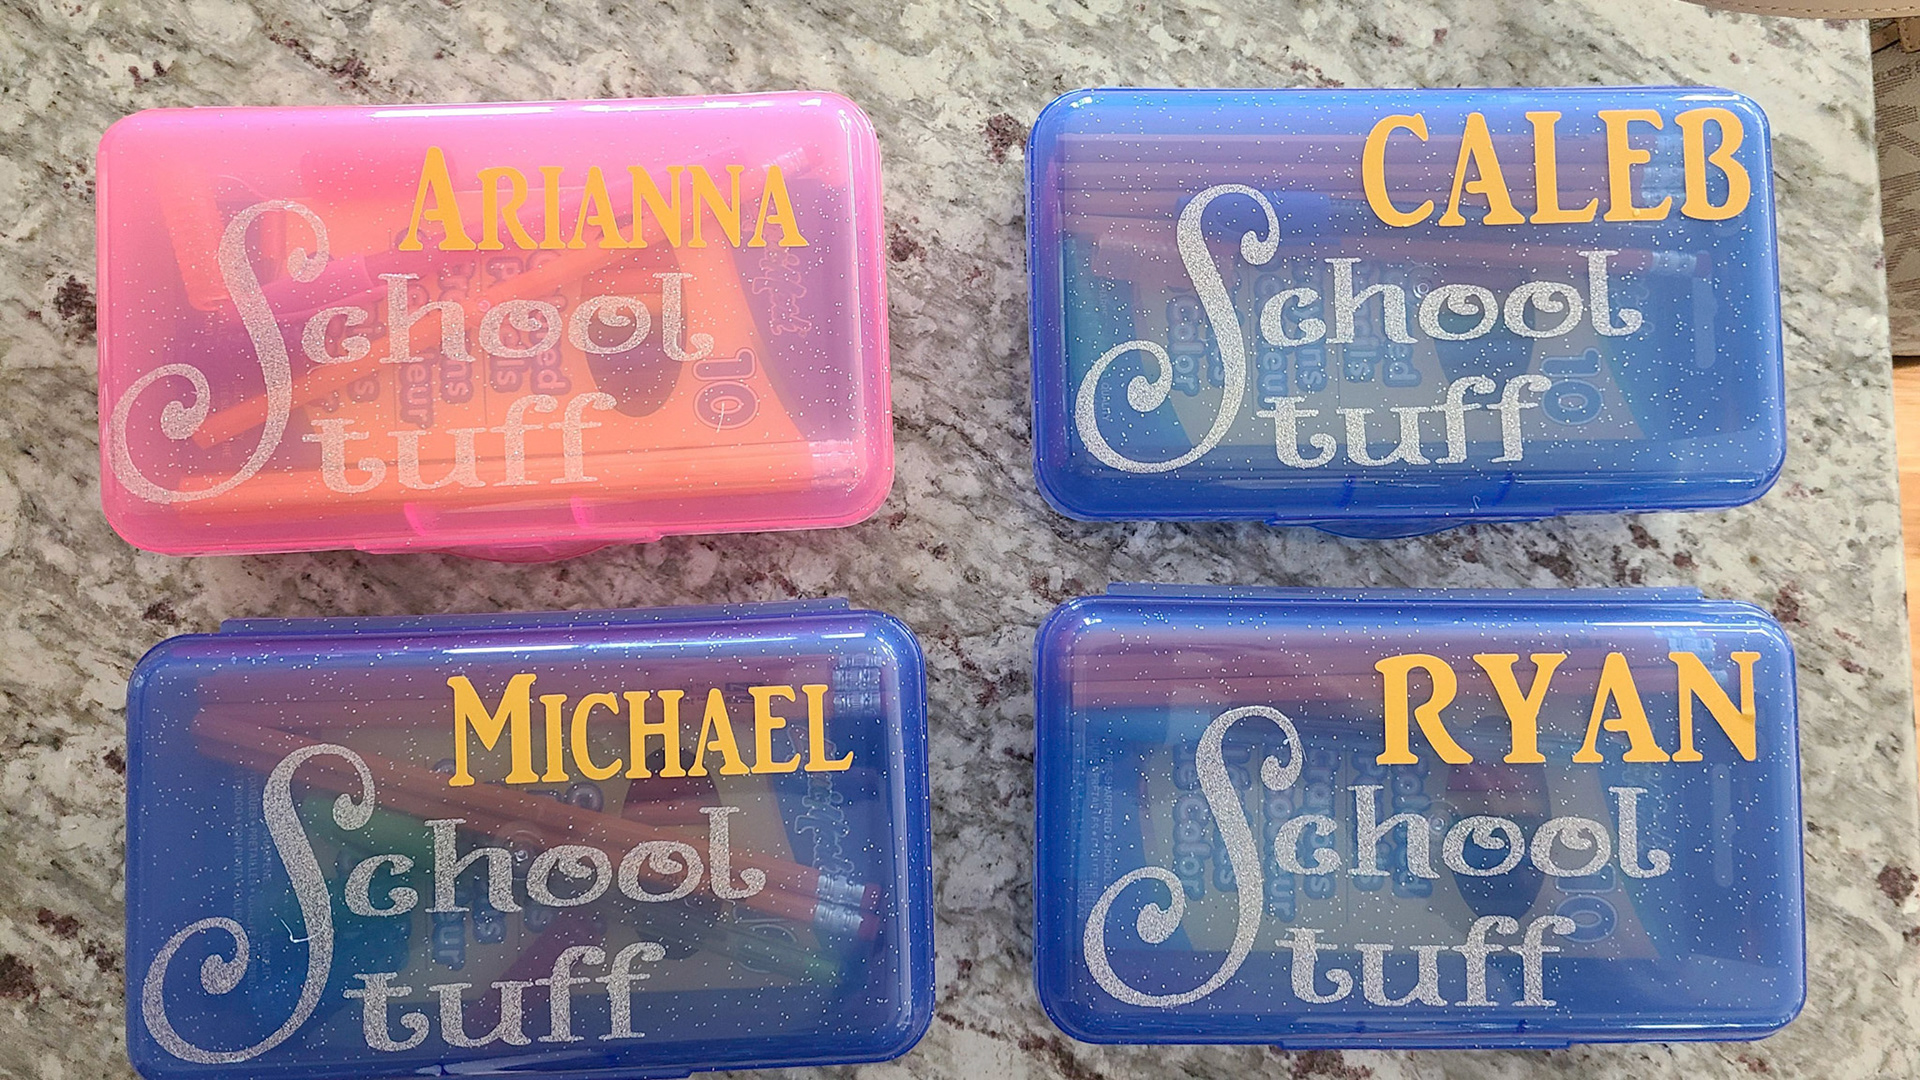 ARIANNA
School
Stuff
CALEB
School
Stuff
MICHAEL
School
Stuff
RYAN
School
Stuff